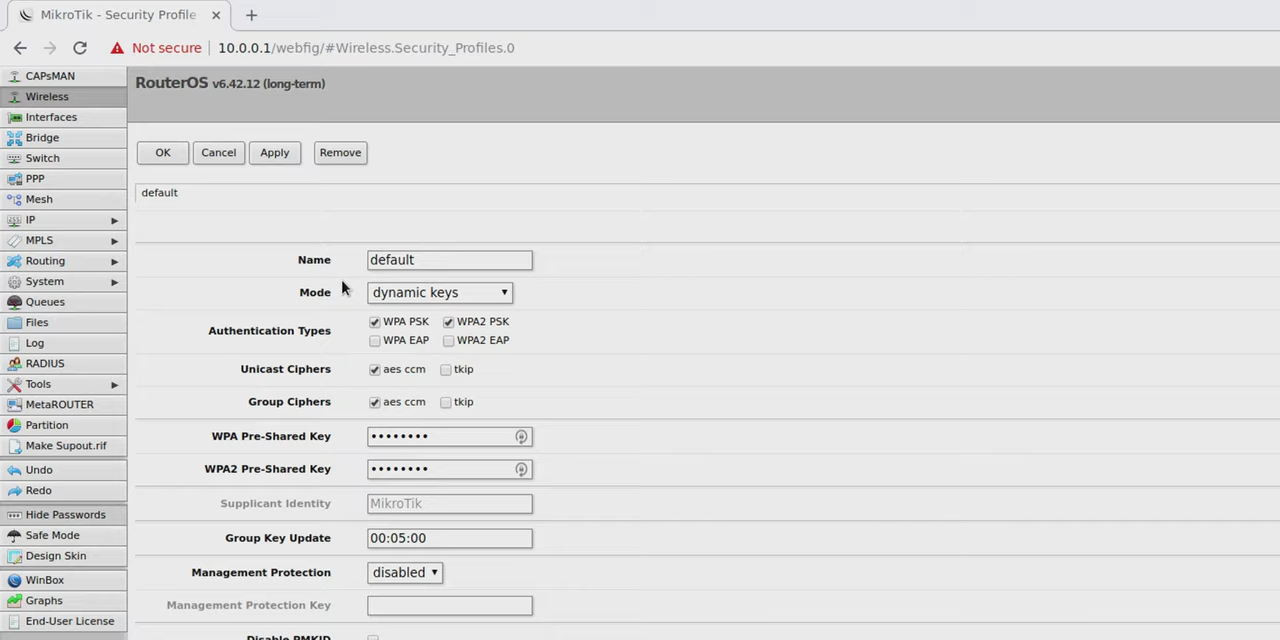 MikroTik - Security Profile
Not secure 10.0.0.1/webfig/#Wireless.Security_Profiles.0
CAPsMAN
Wireless
Interfaces
Bridge
Switch
PPP
Mesh
IP
MPLS
Routing
System
Queues
Files
Log
RADIUS
Tools
MetaROUTER
Partition
Make Supout.rif
Undo
Redo
Hide Passwords
Safe Mode
Design Skin
WinBox
Graphs
End-User License
RouterOS v6.42.12 (long-term)
OK Cancel Apply Remove
default
Name default
Mode dynamic keys
Authentication Types WPA PSK WPA2 PSK
WPA EAP WPA2 EAP
Unicast Ciphers aes ccm tkip
Group Ciphers aes ccm tkip
WPA Pre-Shared Key ••••••••
WPA2 Pre-Shared Key ••••••••
Supplicant Identity MikroTik
Group Key Update 00:05:00
Management Protection disabled
Management Protection Key
Disable PMKID